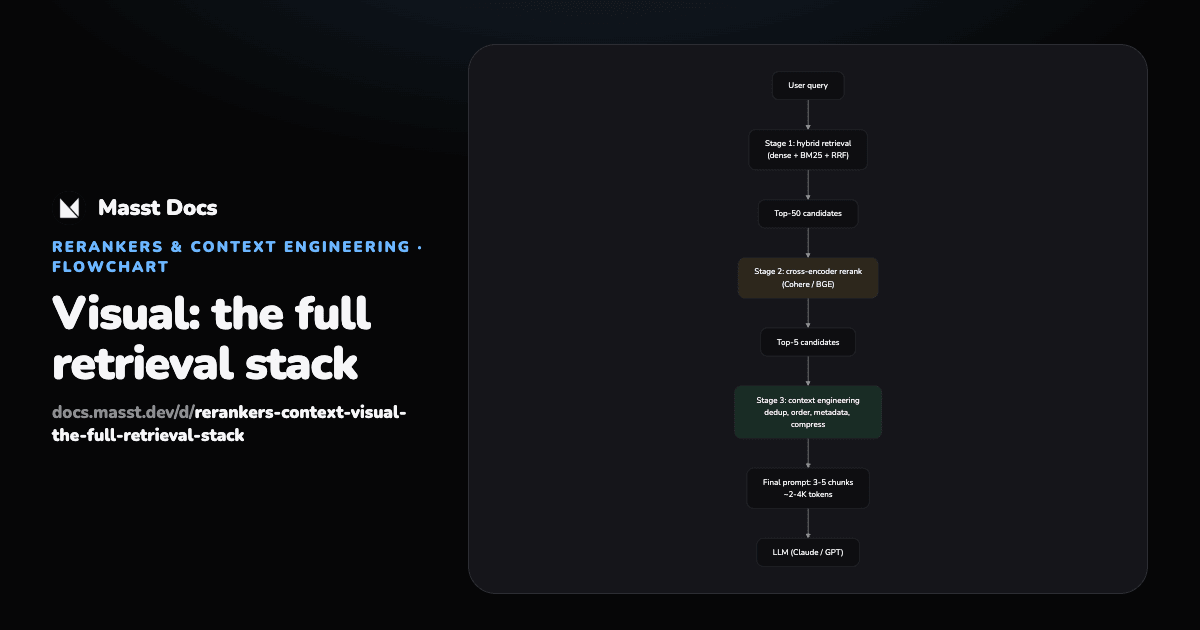 Masst Docs
RERANKERS & CONTEXT ENGINEERING ·
FLOWCHART
Visual: the full
retrieval stack
docs.masst.dev/d/rerankers-context-visual-
the-full-retrieval-stack
User query
Stage 1: hybrid retrieval
(dense + BM25 + RRF)
Top-50 candidates
Stage 2: cross-encoder rerank
(Cohere / BGE)
Top-5 candidates
Stage 3: context engineering
dedup, order, metadata,
compress
Final prompt: 3-5 chunks
~2-4K tokens
LLM (Claude / GPT)